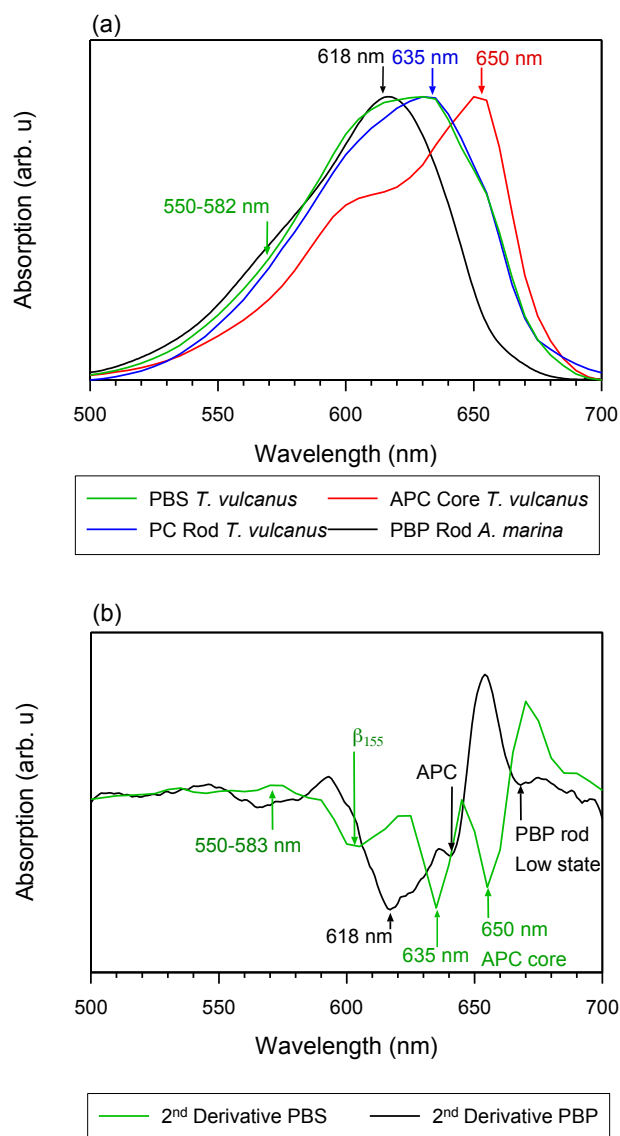 (a)
618 nm 635 nm 650 nm
550-582 nm
Absorption (arb. u)
500 550 600 650 700
Wavelength (nm)
PBS T. vulcanus APC Core T. vulcanus
PC Rod T. vulcanus PBP Rod A. marina
(b)
β155
APC
550-583 nm
PBP rod
Low state
618 nm
635 nm
650 nm
APC core
Absorption (arb. u)
500 550 600 650 700
Wavelength (nm)
2nd Derivative PBS 2nd Derivative PBP